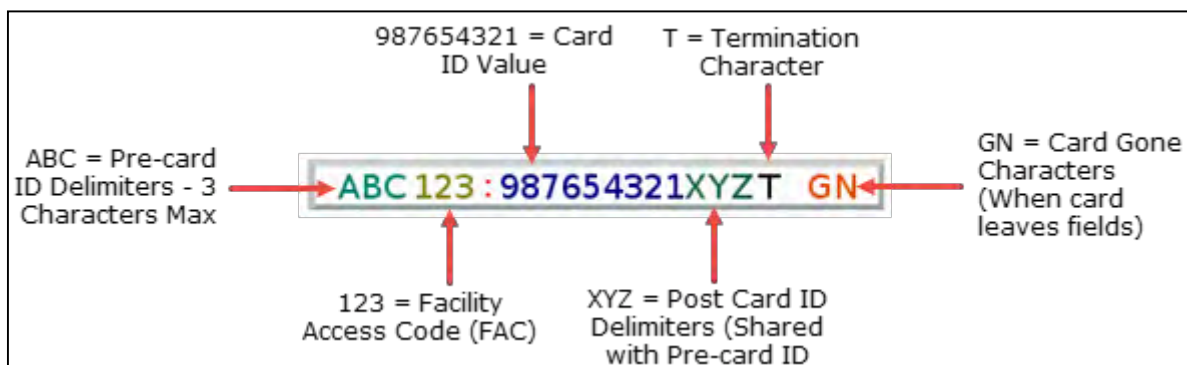 987654321 = Card
ID Value
T = Termination
Character
ABC = Pre-card
ID Delimiters - 3
Characters Max
ABC 123 : 987654321XYZT GN
GN = Card Gone
Characters
(When card
leaves fields)
123 = Facility
Access Code (FAC)
XYZ = Post Card ID
Delimiters (Shared
with Pre-card ID